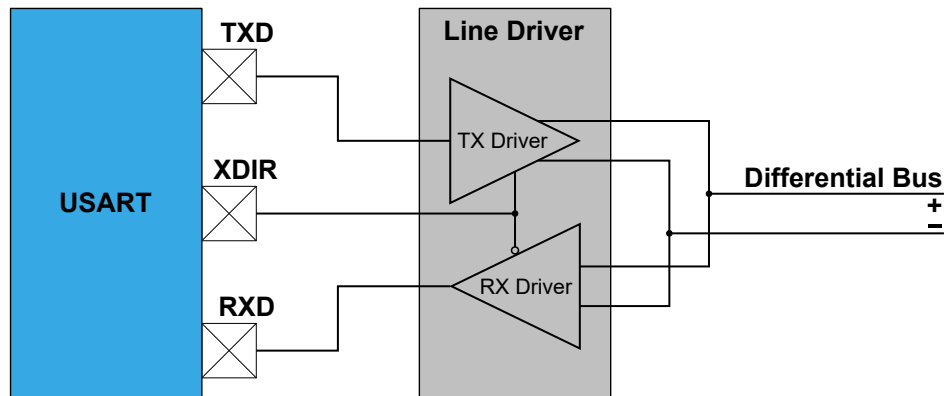 TXD
Line Driver
TX Driver
XDIR
USART
Differential Bus
+
−
RXD
RX Driver